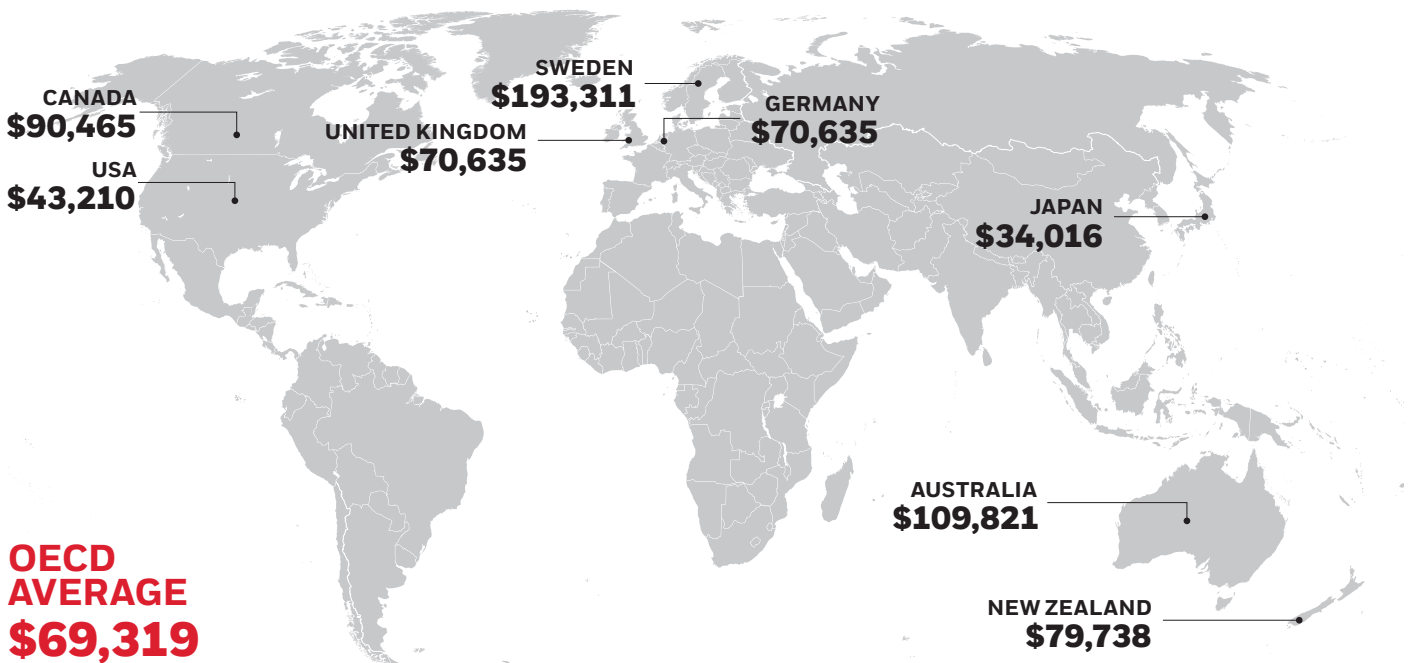 CANADA
$90,465
USA
$43,210
SWEDEN
$193,311
UNITED KINGDOM
$70,635
GERMANY
$70,635
JAPAN
$34,016
AUSTRALIA
$109,821
NEW ZEALAND
$79,738
OECD
AVERAGE
$69,319